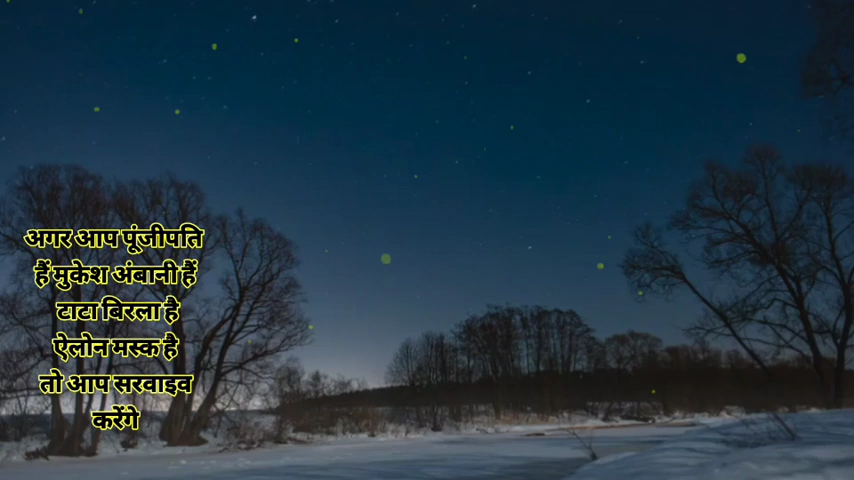 अगर आप पूंजीपति
हैं मुकेश अंबानी हैं
टाटा बिरला है
ऐलोन मस्क है
तो आप सरवाइव
करेंगे